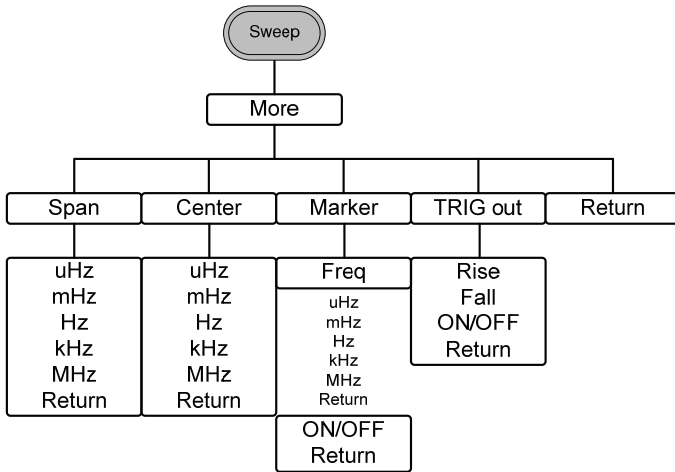 Sweep
More
Span
Center
Marker
TRIG out
Return
uHz
mHz
Hz
kHz
MHz
Return
uHz
mHz
Hz
kHz
MHz
Return
Freq
uHz
mHz
Hz
kHz
MHz
Return
ON/OFF
Return
Rise
Fall
ON/OFF
Return